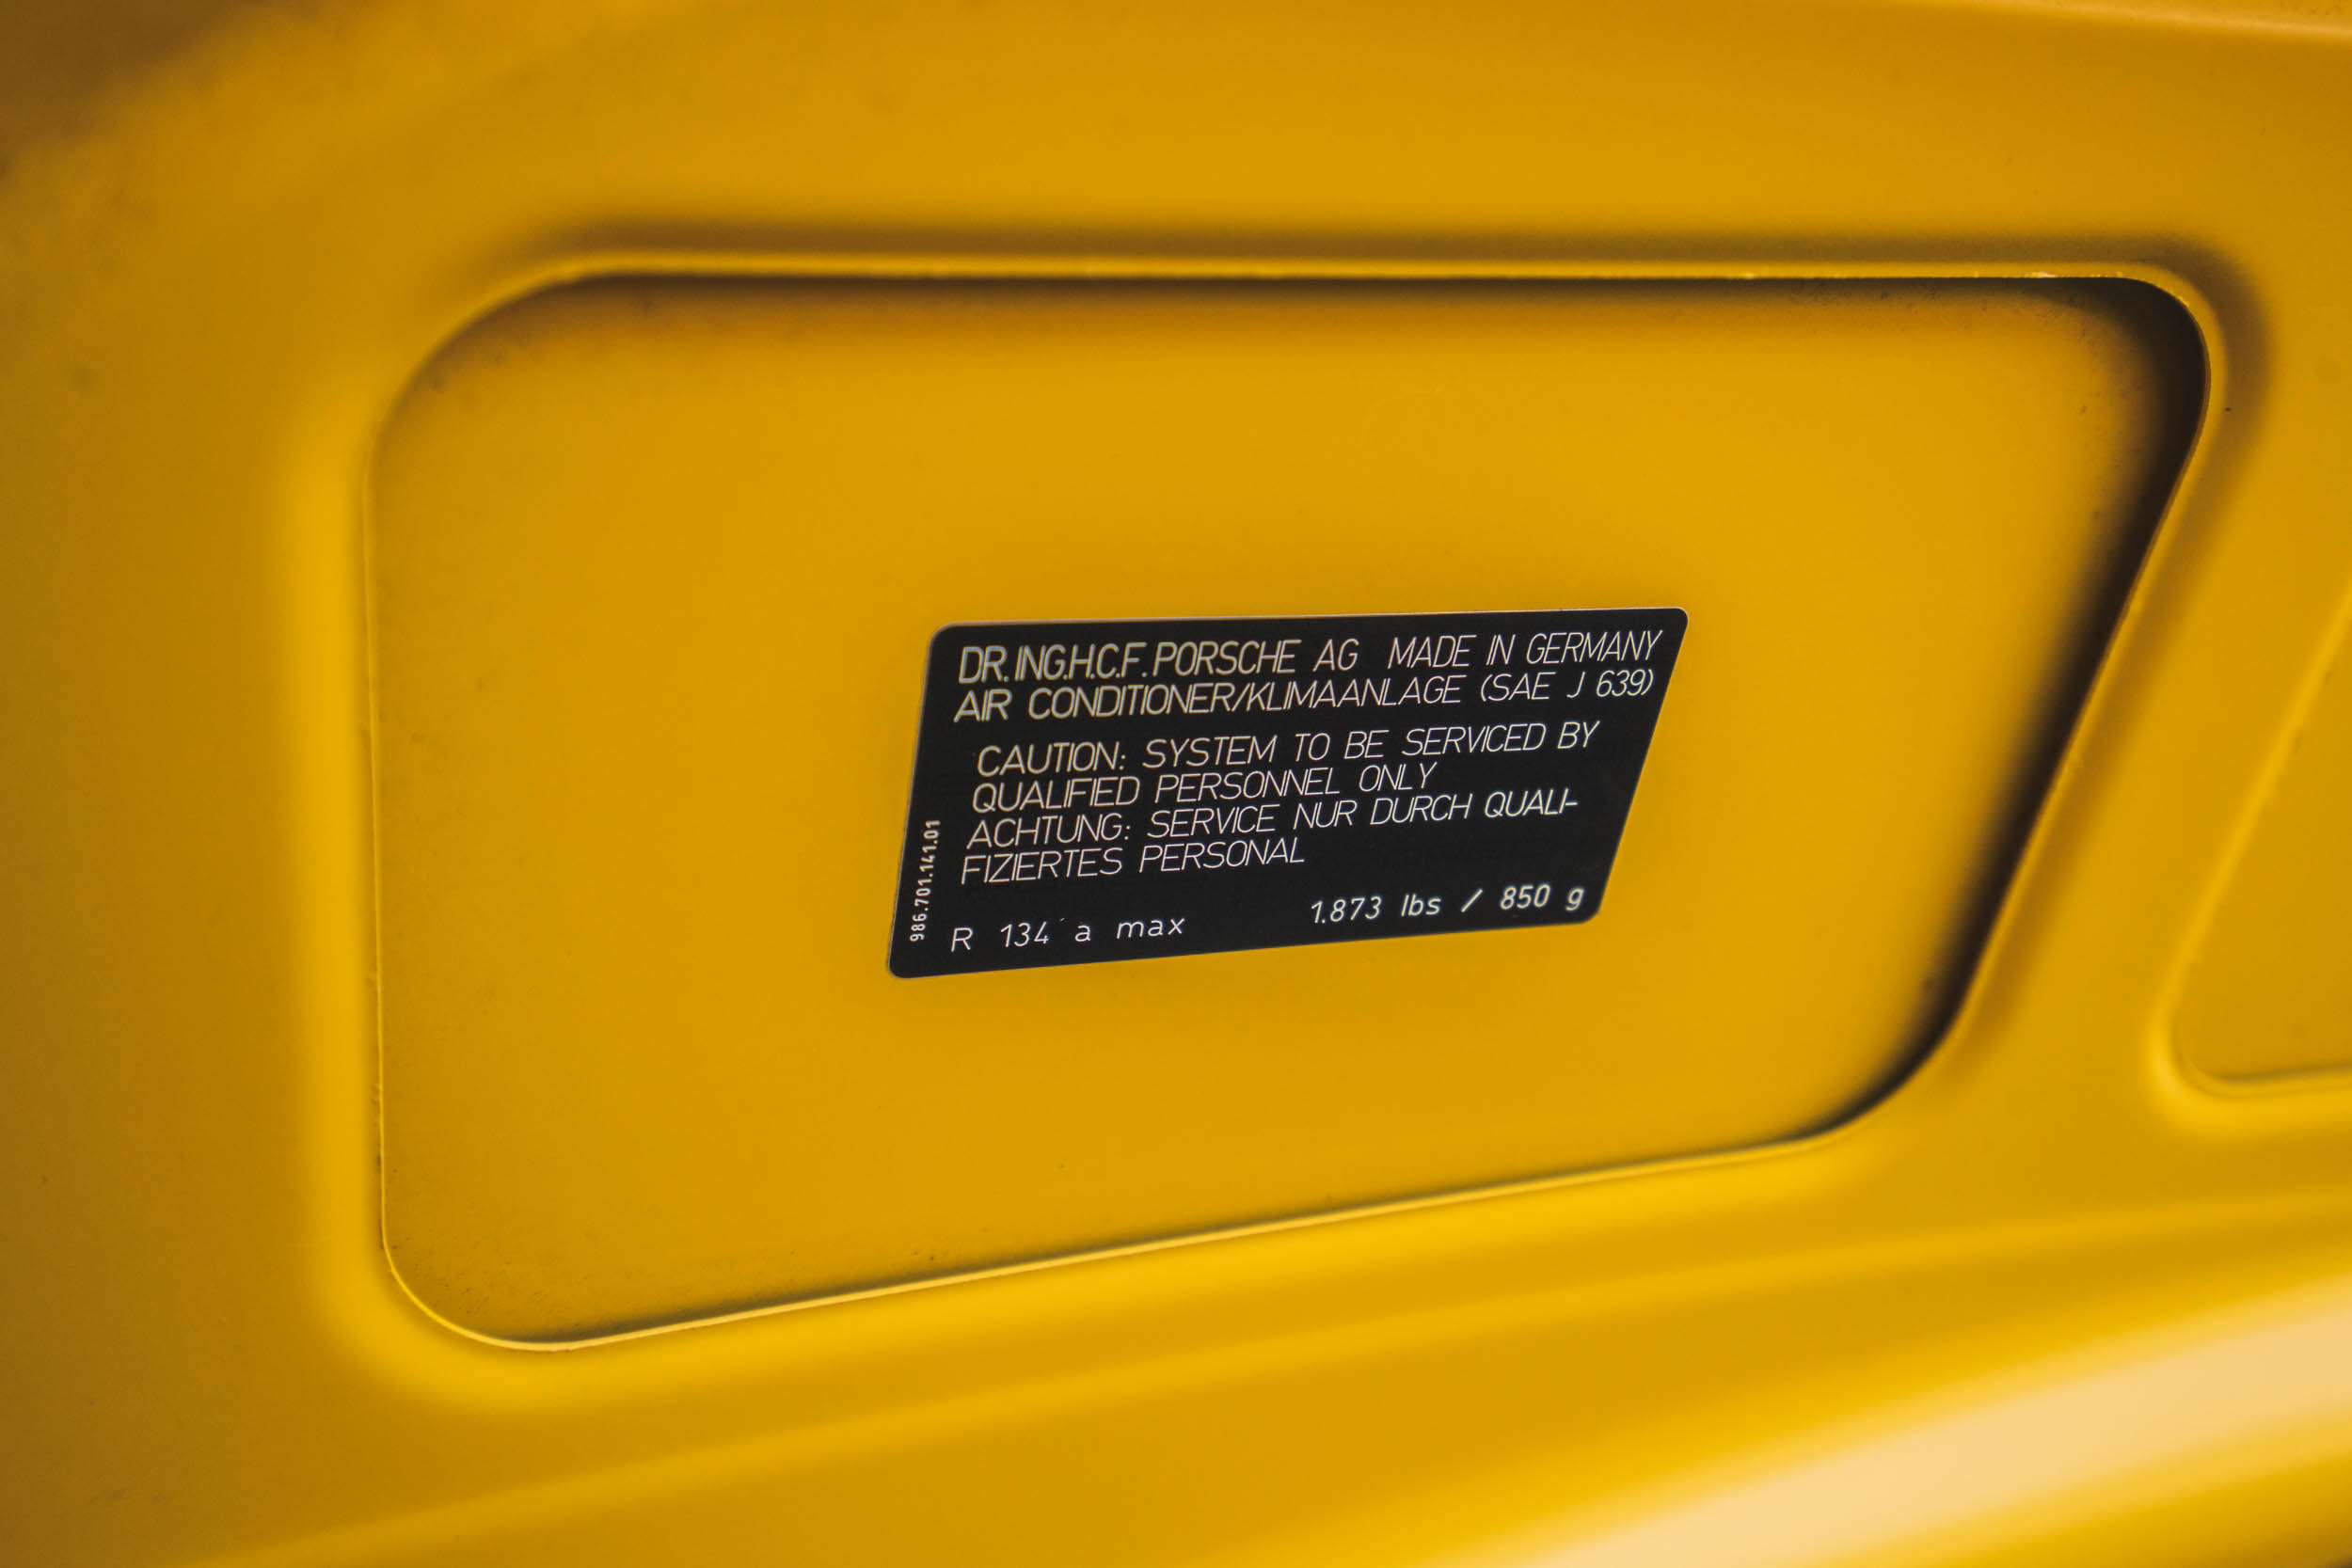 DR.ING.H.C.F.PORSCHE AG MADE IN GERMANY
AIR CONDITIONER/KLIMAANLAGE (SAE J 639)
CAUTION: SYSTEM TO BE SERVICED BY
QUALIFIED PERSONNEL ONLY
ACHTUNG: SERVICE NUR DURCH QUALI-
FIZIERTES PERSONAL
R 134 a max 1.873 lbs / 850 g
986.701.141.01